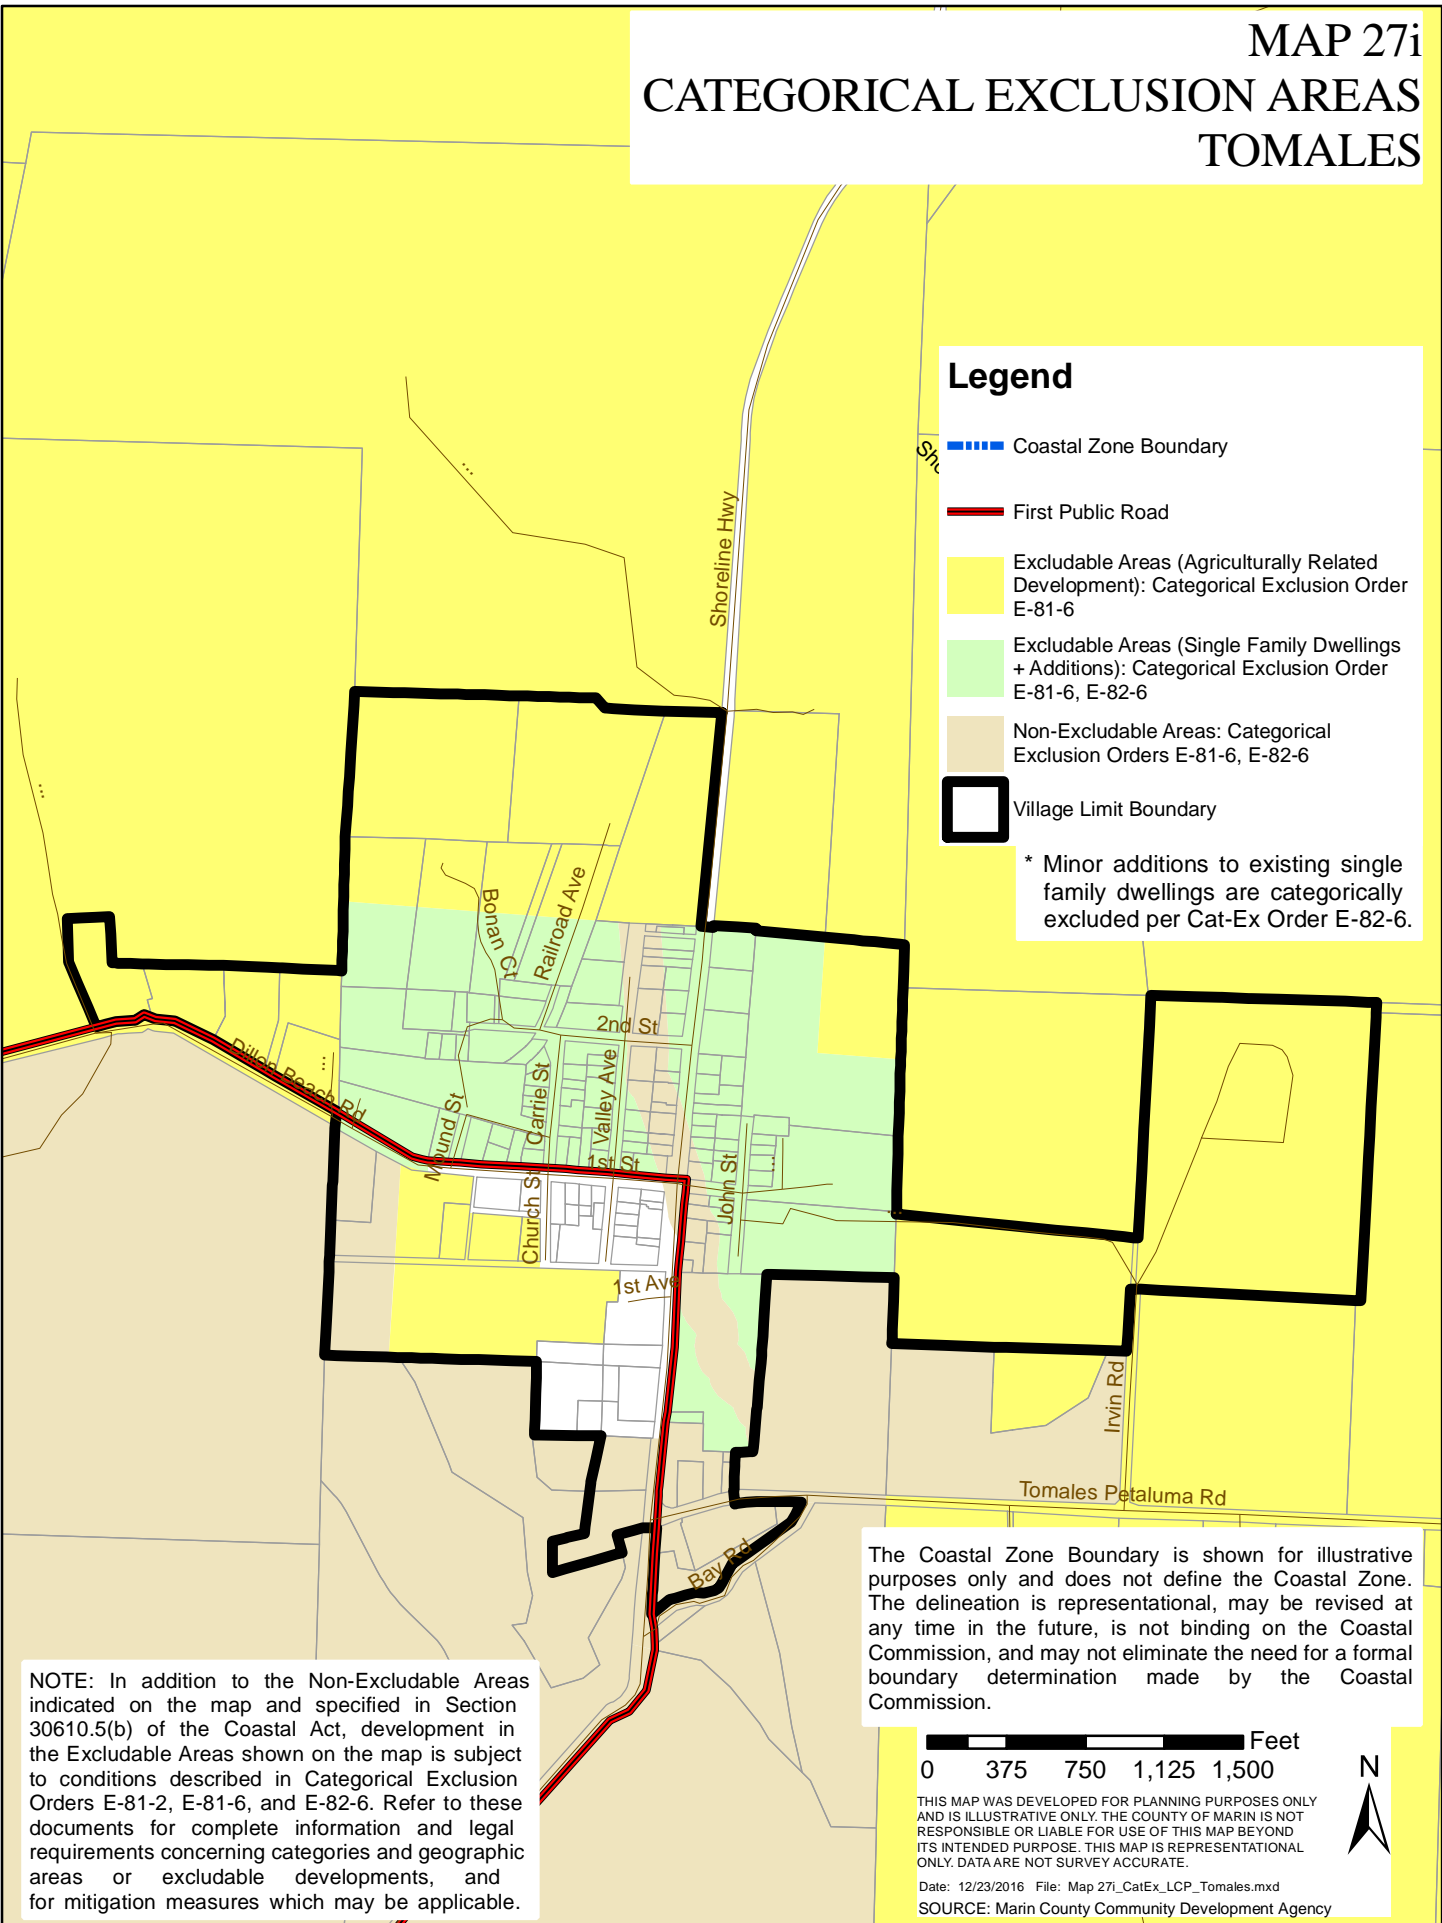 MAP 27i
CATEGORICAL EXCLUSION AREAS
TOMALES
Legend
Coastal Zone Boundary
First Public Road
Excludable Areas (Agriculturally Related
Development): Categorical Exclusion Order
E-81-6
Excludable Areas (Single Family Dwellings
+ Additions): Categorical Exclusion Order
E-81-6, E-82-6
Non-Excludable Areas: Categorical
Exclusion Orders E-81-6, E-82-6
Village Limit Boundary
* Minor additions to existing single
family dwellings are categorically
excluded per Cat-Ex Order E-82-6.
Shoreline Hwy
...
...
Bonan Ct
Railroad Ave
2nd St
Dillon Beach Rd
...
Mound St
Carrie St
Valley Ave
1st St
John St
...
...
Church St
1st Ave
Irvin Rd
Tomales Petaluma Rd
Bay Rd
The Coastal Zone Boundary is shown for illustrative
purposes only and does not define the Coastal Zone.
The delineation is representational, may be revised at
any time in the future, is not binding on the Coastal
Commission, and may not eliminate the need for a formal
boundary determination made by the Coastal
Commission.
NOTE: In addition to the Non-Excludable Areas
indicated on the map and specified in Section
30610.5(b) of the Coastal Act, development in
the Excludable Areas shown on the map is subject
to conditions described in Categorical Exclusion
Orders E-81-2, E-81-6, and E-82-6. Refer to these
documents for complete information and legal
requirements concerning categories and geographic
areas or excludable developments, and
for mitigation measures which may be applicable.
Feet
0 375 750 1,125 1,500
N
THIS MAP WAS DEVELOPED FOR PLANNING PURPOSES ONLY
AND IS ILLUSTRATIVE ONLY. THE COUNTY OF MARIN IS NOT
RESPONSIBLE OR LIABLE FOR USE OF THIS MAP BEYOND
ITS INTENDED PURPOSE. THIS MAP IS REPRESENTATIONAL
ONLY. DATA ARE NOT SURVEY ACCURATE.
Date: 12/23/2016 File: Map 27i_CatEx_LCP_Tomales.mxd
SOURCE: Marin County Community Development Agency